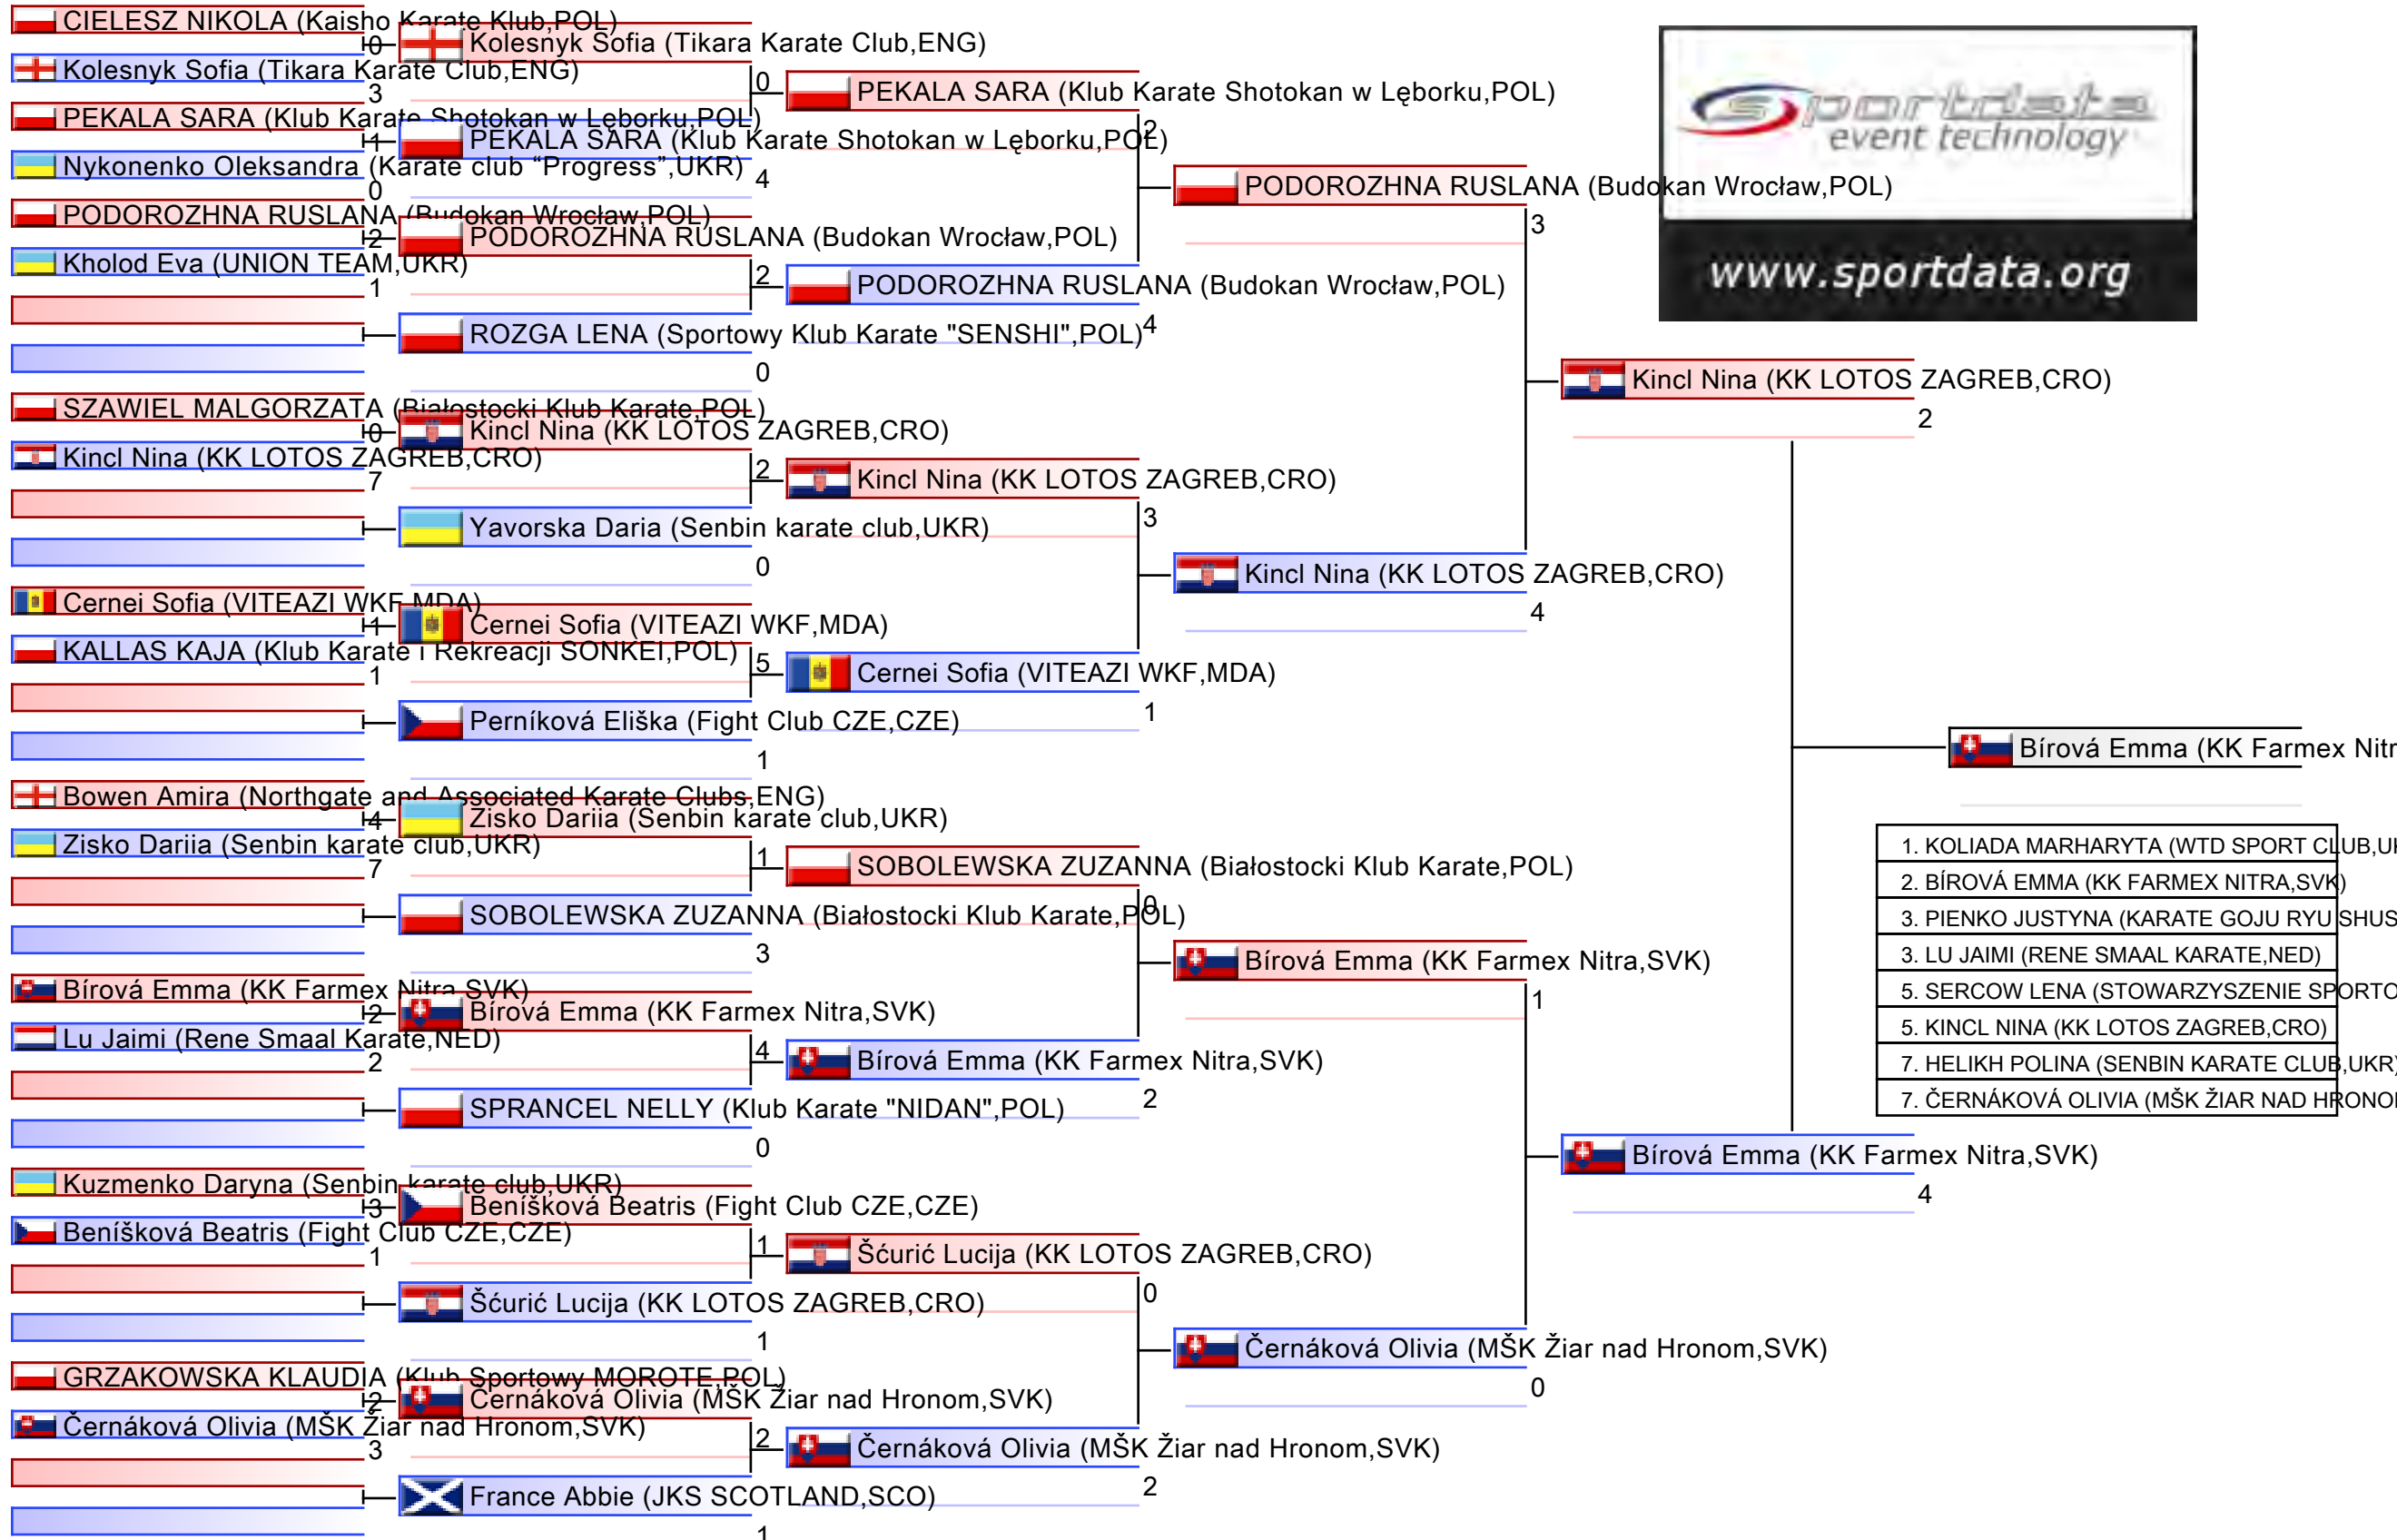 CIELESZ NIKOLA (Kaisho Karate Klub,POL)
0
Kolesnyk Sofia (Tikara Karate Club,ENG)
3
PEKALA SARA (Klub Karate Shotokan w Lęborku,POL)
1
Nykonenko Oleksandra (Karate club “Progress”,UKR)
0
PODOROZHNA RUSLANA (Budokan Wrocław,POL)
2
Kholod Eva (UNION TEAM,UKR)
1
SZAWIEL MALGORZATA (Białostocki Klub Karate,POL)
0
Kincl Nina (KK LOTOS ZAGREB,CRO)
7
Cernei Sofia (VITEAZI WKF,MDA)
1
KALLAS KAJA (Klub Karate i Rekreacji SONKEI,POL)
1
Bowen Amira (Northgate and Associated Karate Clubs,ENG)
4
Zisko Dariia (Senbin karate club,UKR)
7
Bírová Emma (KK Farmex Nitra,SVK)
2
Lu Jaimi (Rene Smaal Karate,NED)
2
Kuzmenko Daryna (Senbin karate club,UKR)
3
Beníšková Beatris (Fight Club CZE,CZE)
1
GRZAKOWSKA KLAUDIA (Klub Sportowy MOROTE,POL)
2
Černáková Olivia (MŠK Žiar nad Hronom,SVK)
3
Kolesnyk Sofia (Tikara Karate Club,ENG)
0
PEKALA SARA (Klub Karate Shotokan w Lęborku,POL)
4
PODOROZHNA RUSLANA (Budokan Wrocław,POL)
2
ROZGA LENA (Sportowy Klub Karate "SENSHI",POL)
0
Kincl Nina (KK LOTOS ZAGREB,CRO)
2
Yavorska Daria (Senbin karate club,UKR)
0
Cernei Sofia (VITEAZI WKF,MDA)
5
Perníková Eliška (Fight Club CZE,CZE)
1
Zisko Dariia (Senbin karate club,UKR)
1
SOBOLEWSKA ZUZANNA (Białostocki Klub Karate,POL)
3
Bírová Emma (KK Farmex Nitra,SVK)
4
SPRANCEL NELLY (Klub Karate "NIDAN",POL)
0
Beníšková Beatris (Fight Club CZE,CZE)
1
Šćurić Lucija (KK LOTOS ZAGREB,CRO)
1
Černáková Olivia (MŠK Žiar nad Hronom,SVK)
2
France Abbie (JKS SCOTLAND,SCO)
1
PEKALA SARA (Klub Karate Shotokan w Lęborku,POL)
2
PODOROZHNA RUSLANA (Budokan Wrocław,POL)
4
Kincl Nina (KK LOTOS ZAGREB,CRO)
3
Cernei Sofia (VITEAZI WKF,MDA)
1
SOBOLEWSKA ZUZANNA (Białostocki Klub Karate,POL)
0
Bírová Emma (KK Farmex Nitra,SVK)
2
Šćurić Lucija (KK LOTOS ZAGREB,CRO)
0
Černáková Olivia (MŠK Žiar nad Hronom,SVK)
2
PODOROZHNA RUSLANA (Budokan Wrocław,POL)
3
Kincl Nina (KK LOTOS ZAGREB,CRO)
4
Bírová Emma (KK Farmex Nitra,SVK)
1
Černáková Olivia (MŠK Žiar nad Hronom,SVK)
0
Kincl Nina (KK LOTOS ZAGREB,CRO)
2
Bírová Emma (KK Farmex Nitra,SVK)
4
sportdata
event technology
www.sportdata.org
Bírová Emma (KK Farmex Nitr
1. KOLIADA MARHARYTA (WTD SPORT CLUB,UK
2. BÍROVÁ EMMA (KK FARMEX NITRA,SVK)
3. PIENKO JUSTYNA (KARATE GOJU RYU SHUS
3. LU JAIMI (RENE SMAAL KARATE,NED)
5. SERCOW LENA (STOWARZYSZENIE SPORTO
5. KINCL NINA (KK LOTOS ZAGREB,CRO)
7. HELIKH POLINA (SENBIN KARATE CLUB,UKR)
7. ČERNÁKOVÁ OLIVIA (MŠK ŽIAR NAD HRONO